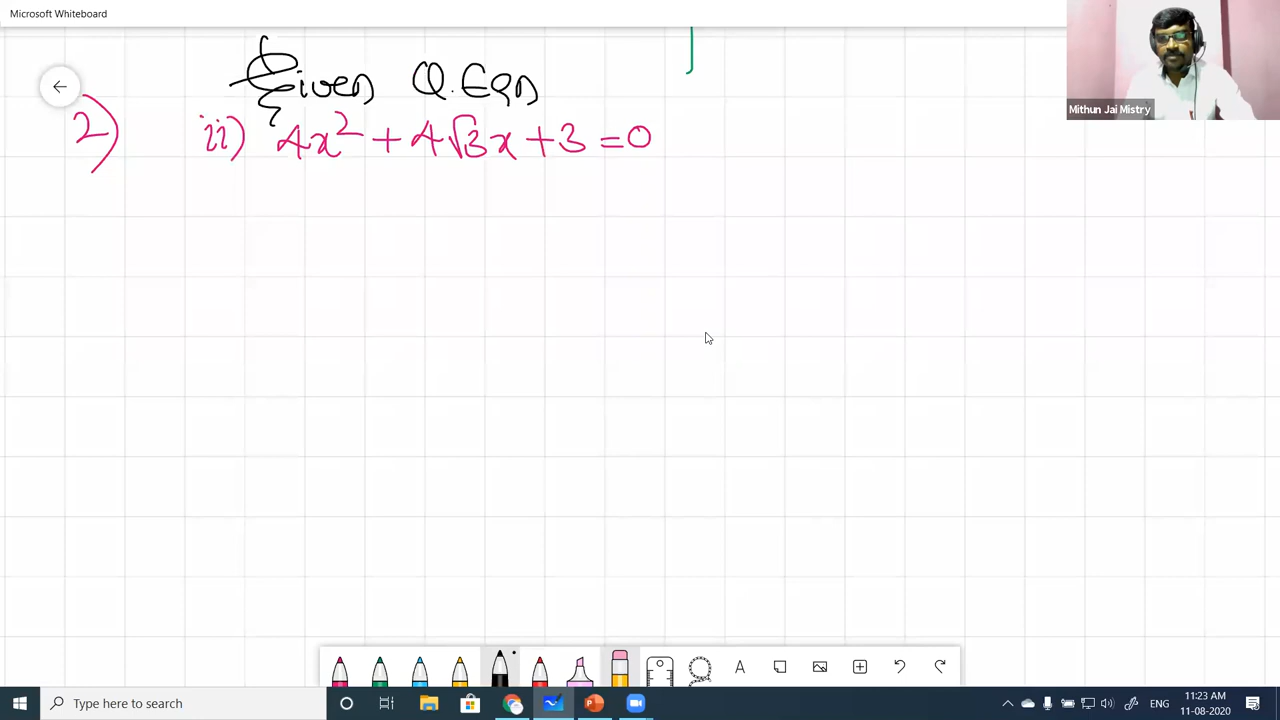 Microsoft Whiteboard
Given Q.Eqn
2) ii) 4x² + 4√3x + 3 = 0
Mithun Jai Mistry
A
Type here to search
ENG
11:23 AM
11-08-2020